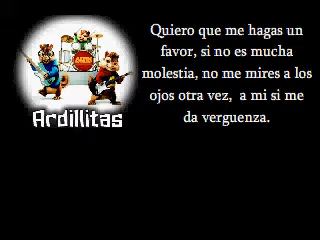 Quiero que me hagas un
favor, si no es mucha
molestia, no me mires a los
ojos otra vez,  a mi si me
da verguenza.
Ardillitas